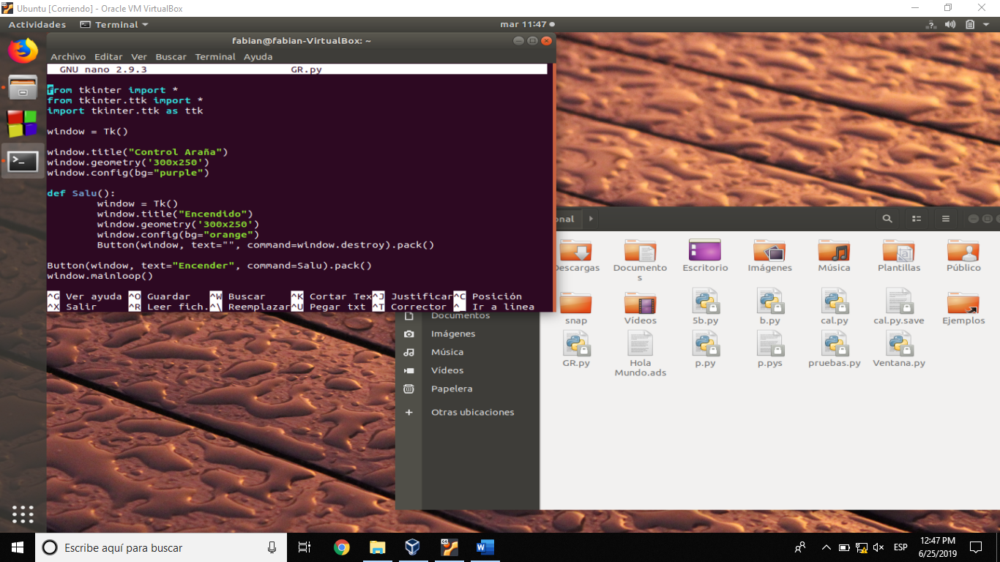 Ubuntu [Corriendo] - Oracle VM VirtualBox
Actividades Terminal mar 11:47
fabian@fabian-VirtualBox: ~
Archivo Editar Ver Buscar Terminal Ayuda
GNU nano 2.9.3 GR.py
from tkinter import *
from tkinter.ttk import *
import tkinter.ttk as ttk
window = Tk()
window.title("Control Araña")
window.geometry('300x250')
window.config(bg="purple")
def Salu():
window = Tk()
window.title("Encendido")
window.geometry('300x250')
window.config(bg="orange")
Button(window, text="", command=window.destroy).pack()
Button(window, text="Encender", command=Salu).pack()
window.mainloop()
^G Ver ayuda ^O Guardar ^W Buscar ^K Cortar Tex ^J Justificar ^C Posición
^X Salir ^R Leer fich. ^\ Reemplazar ^U Pegar txt ^T Corrector ^_ Ir a línea
onal
Descargas Documentos Escritorio Imágenes Música Plantillas Público
snap Vídeos 5b.py b.py cal.py cal.py.save Ejemplos
GR.py Hola Mundo.ads p.py p.pys pruebas.py Ventana.py
Documentos
Imágenes
Música
Vídeos
Papelera
+ Otras ubicaciones
Escribe aquí para buscar
ESP
12:47 PM
6/25/2019